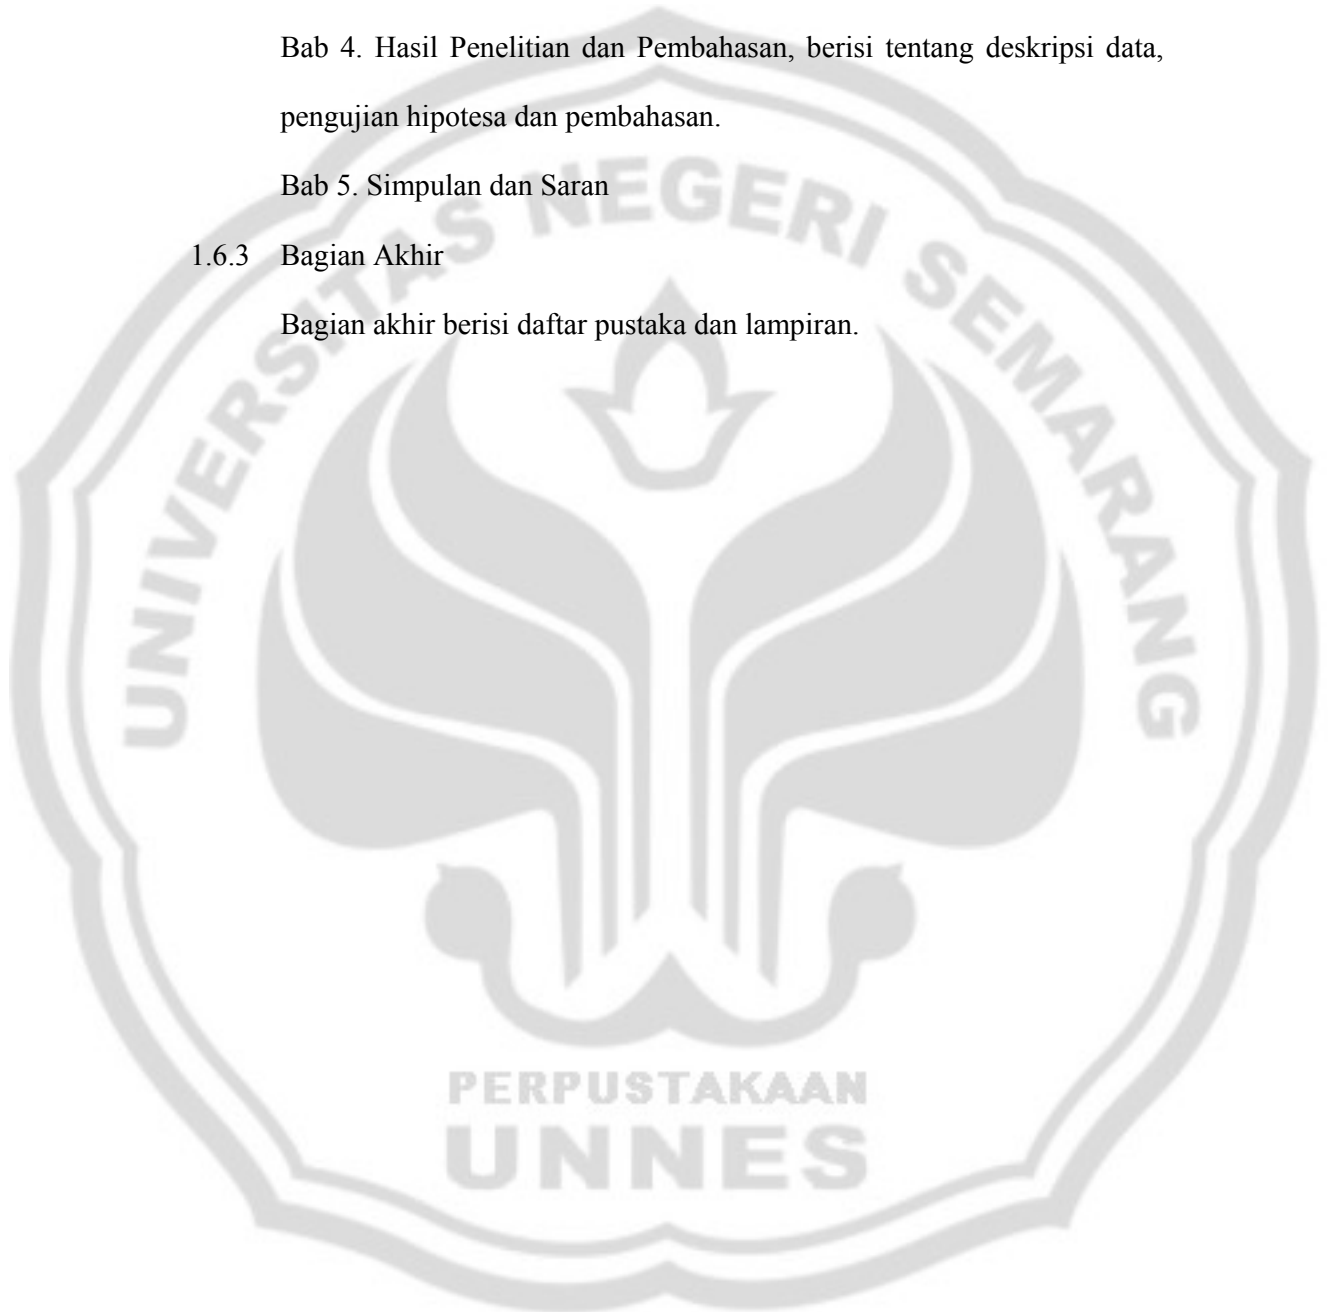 Bab 4. Hasil Penelitian dan Pembahasan, berisi tentang deskripsi data,
pengujian hipotesa dan pembahasan.
Bab 5. Simpulan dan Saran
1.6.3 Bagian Akhir
Bagian akhir berisi daftar pustaka dan lampiran.
UNIVERSITAS NEGERI SEMARANG
PERPUSTAKAAN
UNNES